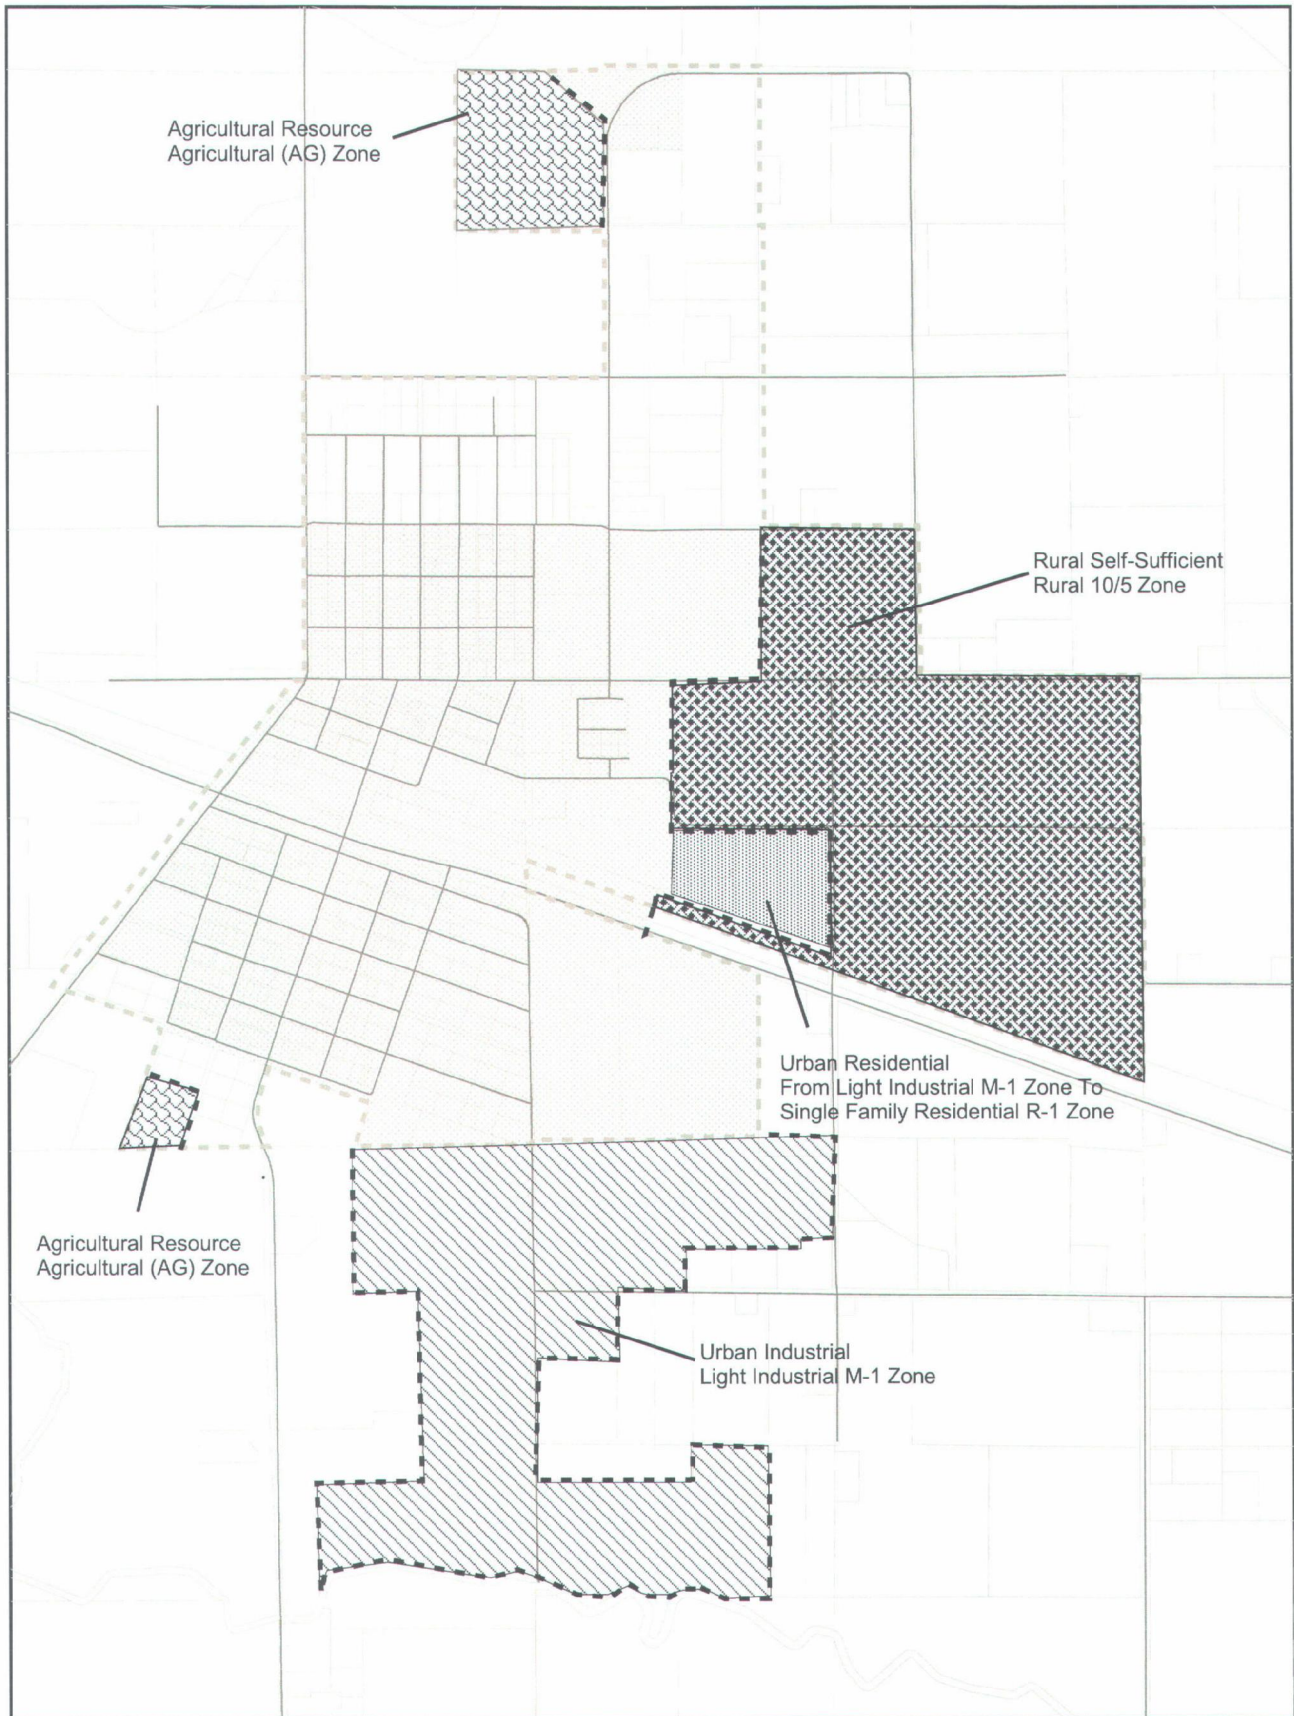 Agricultural Resource
Agricultural (AG) Zone
Rural Self-Sufficient
Rural 10/5 Zone
Urban Residential
From Light Industrial M-1 Zone To
Single Family Residential R-1 Zone
Agricultural Resource
Agricultural (AG) Zone
Urban Industrial
Light Industrial M-1 Zone